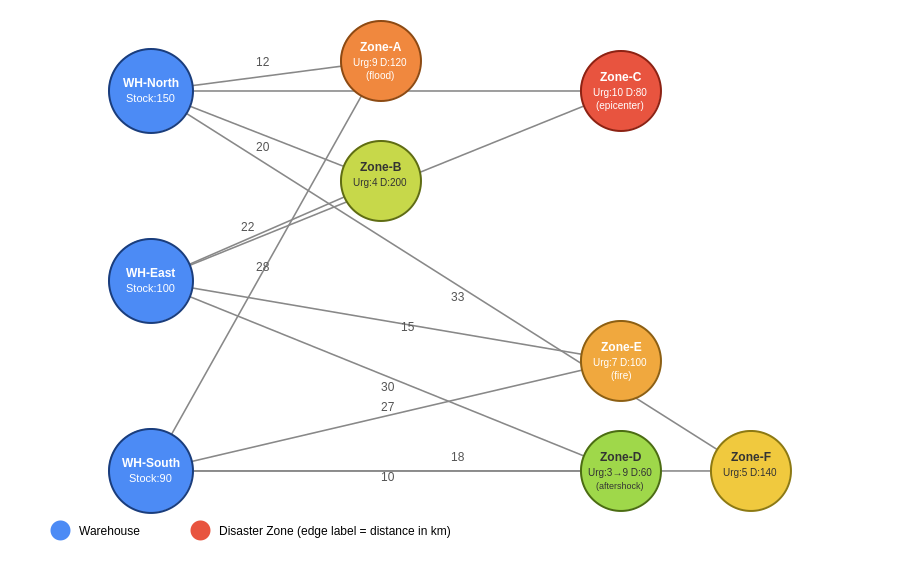 12
Zone-A
Urg:9 D:120
(flood)
WH-North
Stock:150
Zone-C
Urg:10 D:80
(epicenter)
20
Zone-B
Urg:4 D:200
22
WH-East
Stock:100
28
33
15
Zone-E
Urg:7 D:100
(fire)
30
27
WH-South
Stock:90
18
10
Zone-D
Urg:3→9 D:60
(aftershock)
Zone-F
Urg:5 D:140
Warehouse
Disaster Zone (edge label = distance in km)